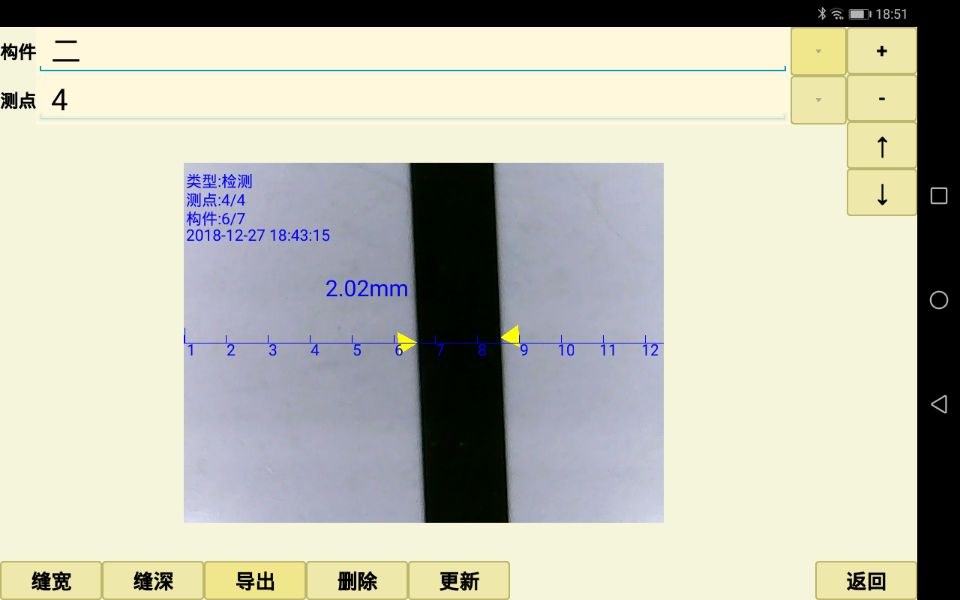 18:51
构件 二
+
测点 4
-
↑
↓
类型:检测
测点:4/4
构件:6/7
2018-12-27 18:43:15
2.02mm
1 2 3 4 5 6 7 8 9 10 11 12
缝宽 缝深 导出 删除 更新 返回